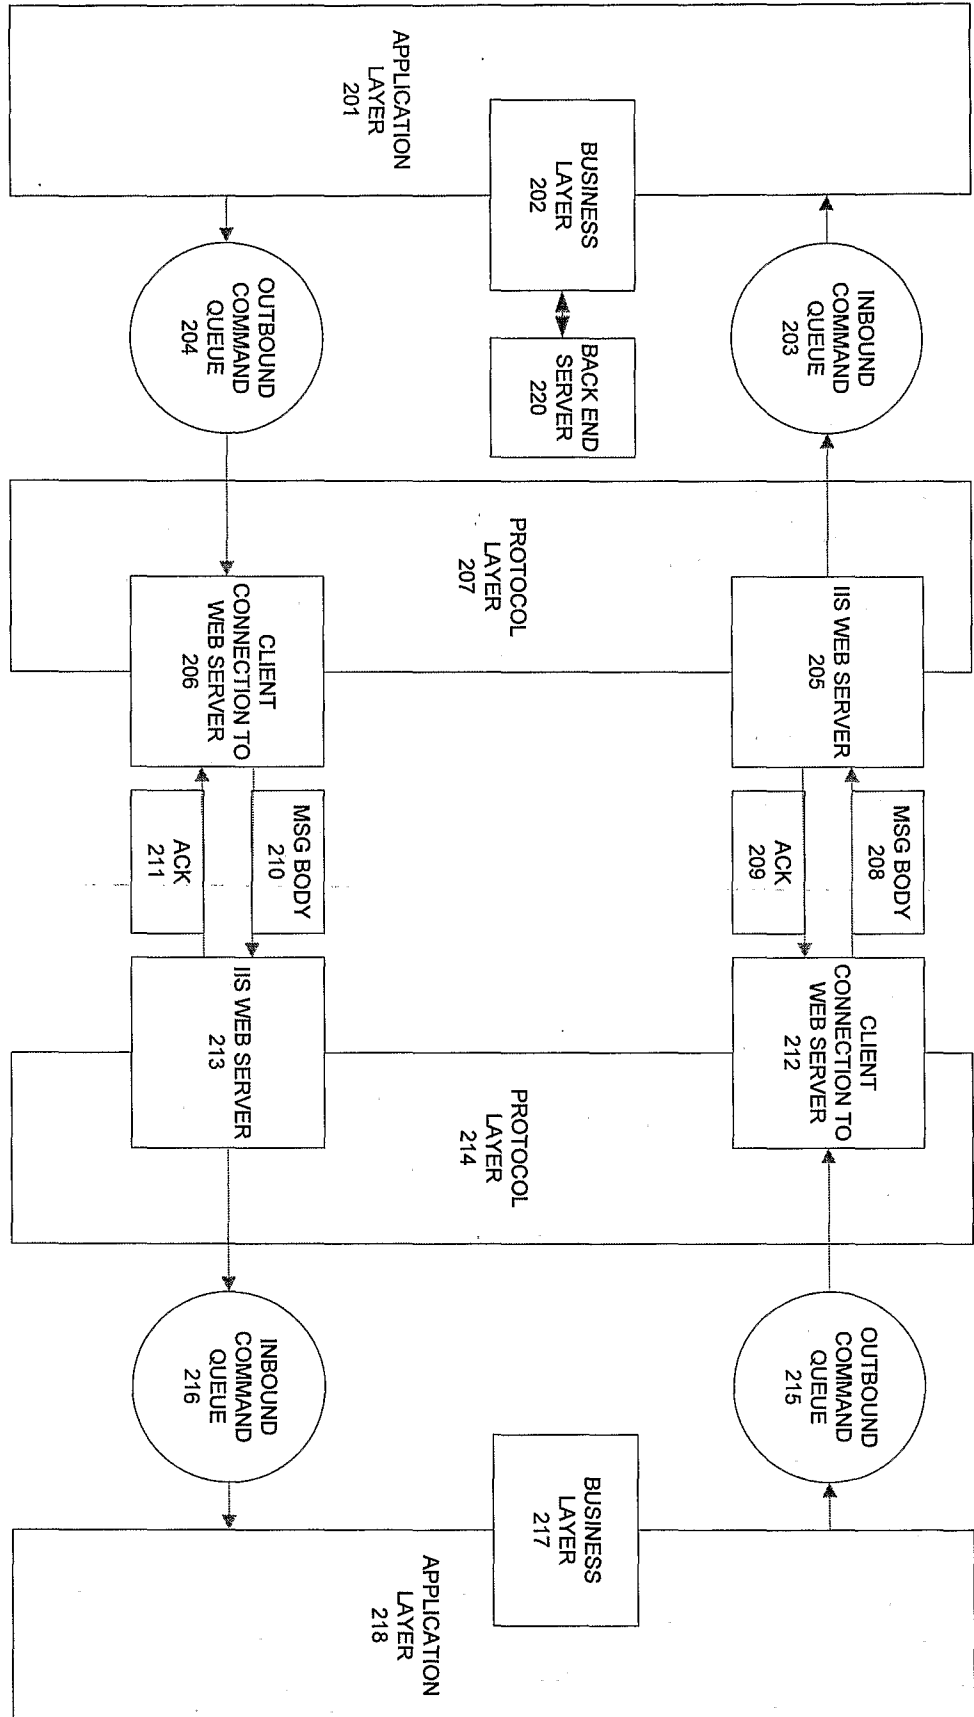 APPLICATION
LAYER
201
BUSINESS
LAYER
202
INBOUND
COMMAND
QUEUE
203
OUTBOUND
COMMAND
QUEUE
204
BACK END
SERVER
220
PROTOCOL
LAYER
207
IIS WEB SERVER
205
CLIENT
CONNECTION TO
WEB SERVER
206
MSG BODY
208
ACK
209
MSG BODY
210
ACK
211
CLIENT
CONNECTION TO
WEB SERVER
212
IIS WEB SERVER
213
PROTOCOL
LAYER
214
OUTBOUND
COMMAND
QUEUE
215
INBOUND
COMMAND
QUEUE
216
BUSINESS
LAYER
217
APPLICATION
LAYER
218